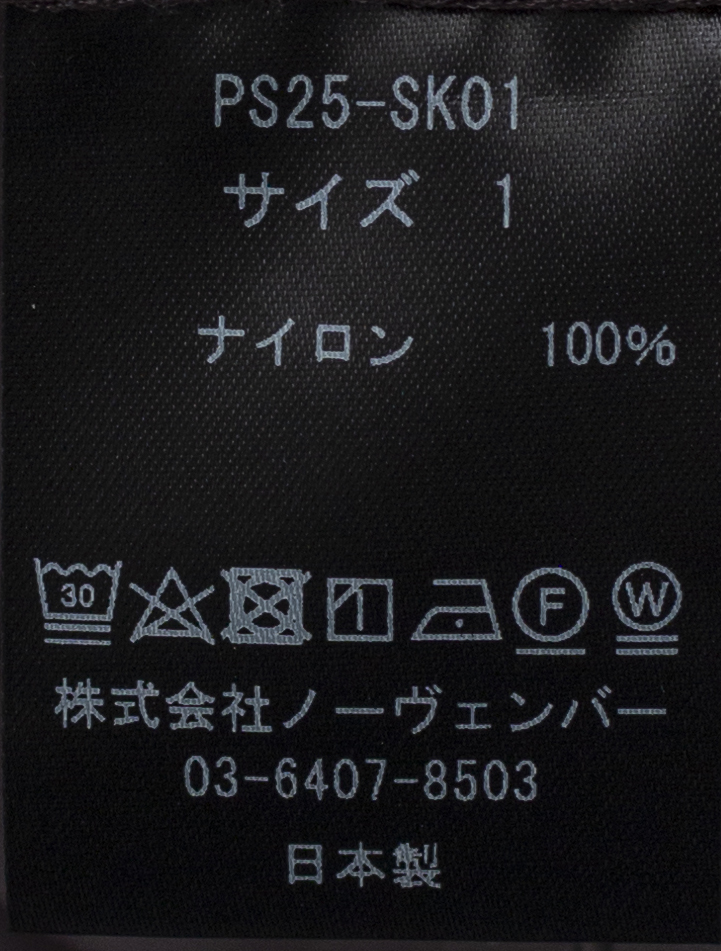 PS25-SK01
サイズ 1
ナイロン 100%
30 F W
株式会社ノーヴェンバー
03-6407-8503
日本製